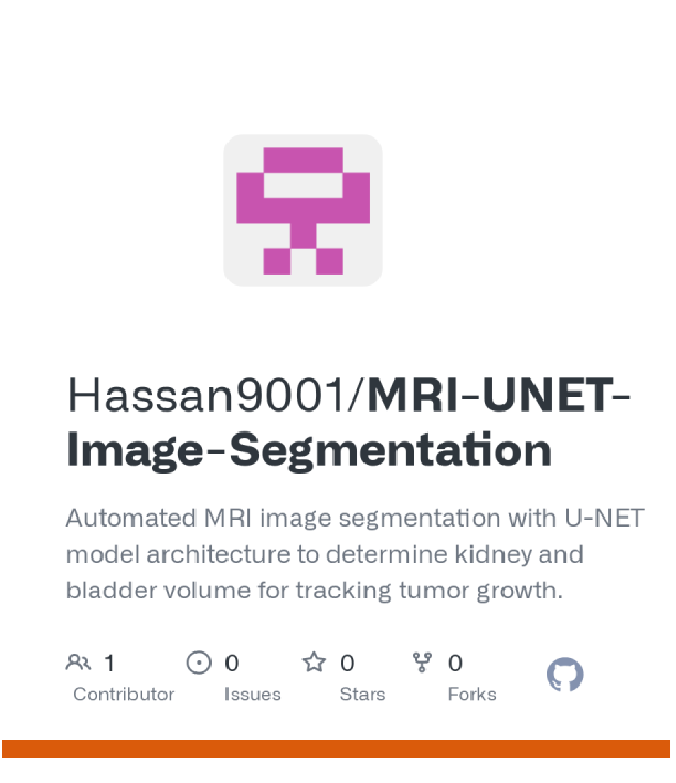 Hassan9001/MRI-UNET-
Image-Segmentation
Automated MRI image segmentation with U-NET
model architecture to determine kidney and
bladder volume for tracking tumor growth.
1 0 0 0
Contributor Issues Stars Forks